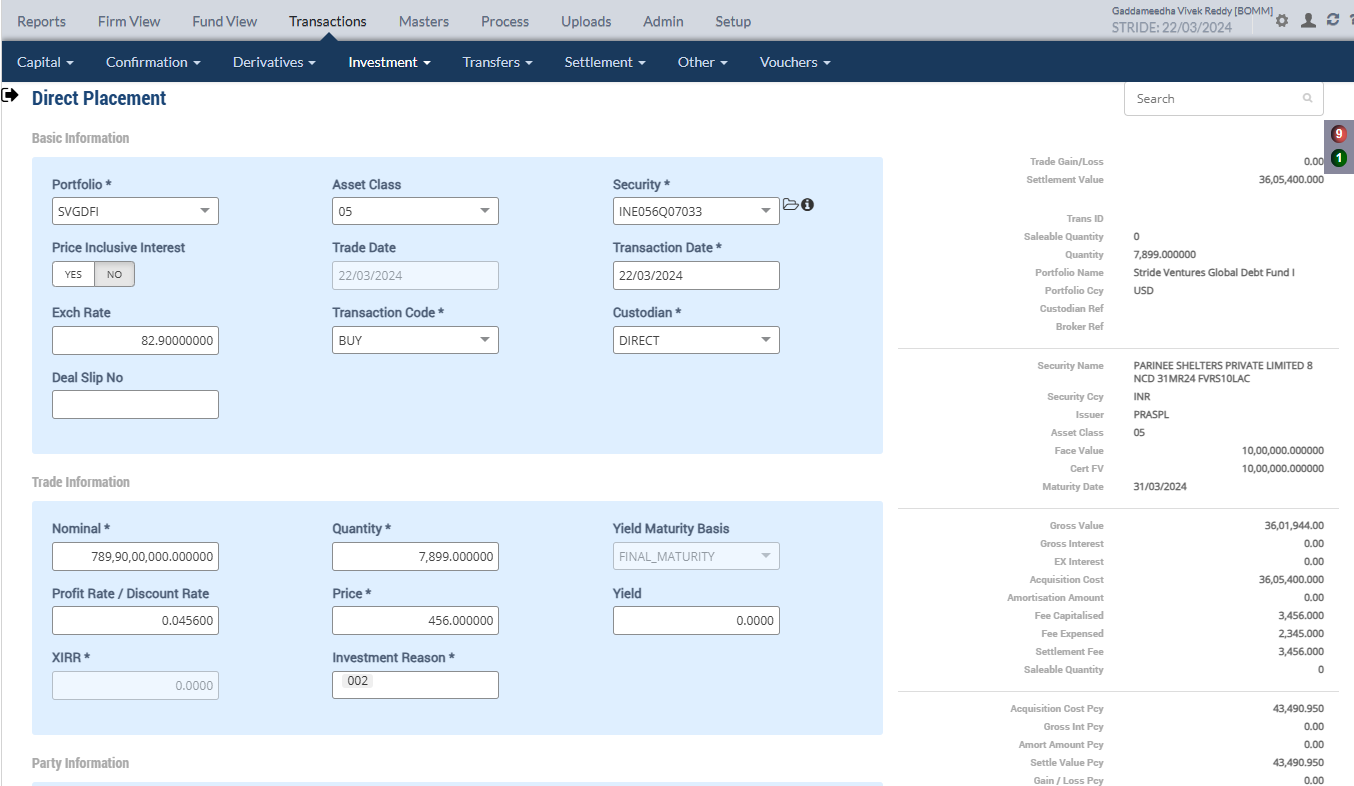 Reports Firm View Fund View Transactions Masters Process Uploads Admin Setup
Gaddameedha Vivek Reddy [BOMM]
STRIDE: 22/03/2024
Capital Confirmation Derivatives Investment Transfers Settlement Other Vouchers
Direct Placement
Search
9
1
Basic Information
Portfolio * Asset Class Security *
SVGDFI 05 INE056Q07033
Price Inclusive Interest Trade Date Transaction Date *
YES NO 22/03/2024 22/03/2024
Exch Rate Transaction Code * Custodian *
82.90000000 BUY DIRECT
Deal Slip No
Trade Information
Nominal * Quantity * Yield Maturity Basis
789,90,00,000.000000 7,899.000000 FINAL_MATURITY
Profit Rate / Discount Rate Price * Yield
0.045600 456.000000 0.0000
XIRR * Investment Reason *
0.0000 002
Party Information
Trade Gain/Loss 0.00
Settlement Value 36,05,400.000
Trans ID
Saleable Quantity 0
Quantity 7,899.000000
Portfolio Name Stride Ventures Global Debt Fund I
Portfolio Ccy USD
Custodian Ref
Broker Ref
Security Name PARINEE SHELTERS PRIVATE LIMITED 8
NCD 31MR24 FVRS10LAC
Security Ccy INR
Issuer PRASPL
Asset Class 05
Face Value 10,00,000.000000
Cert FV 10,00,000.000000
Maturity Date 31/03/2024
Gross Value 36,01,944.00
Gross Interest 0.00
EX Interest 0.00
Acquisition Cost 36,05,400.000
Amortisation Amount 0.00
Fee Capitalised 3,456.000
Fee Expensed 2,345.000
Settlement Fee 3,456.000
Saleable Quantity 0
Acquisition Cost Pcy 43,490.950
Gross Int Pcy 0.00
Amort Amount Pcy 0.00
Settle Value Pcy 43,490.950
Gain / Loss Pcy 0.00